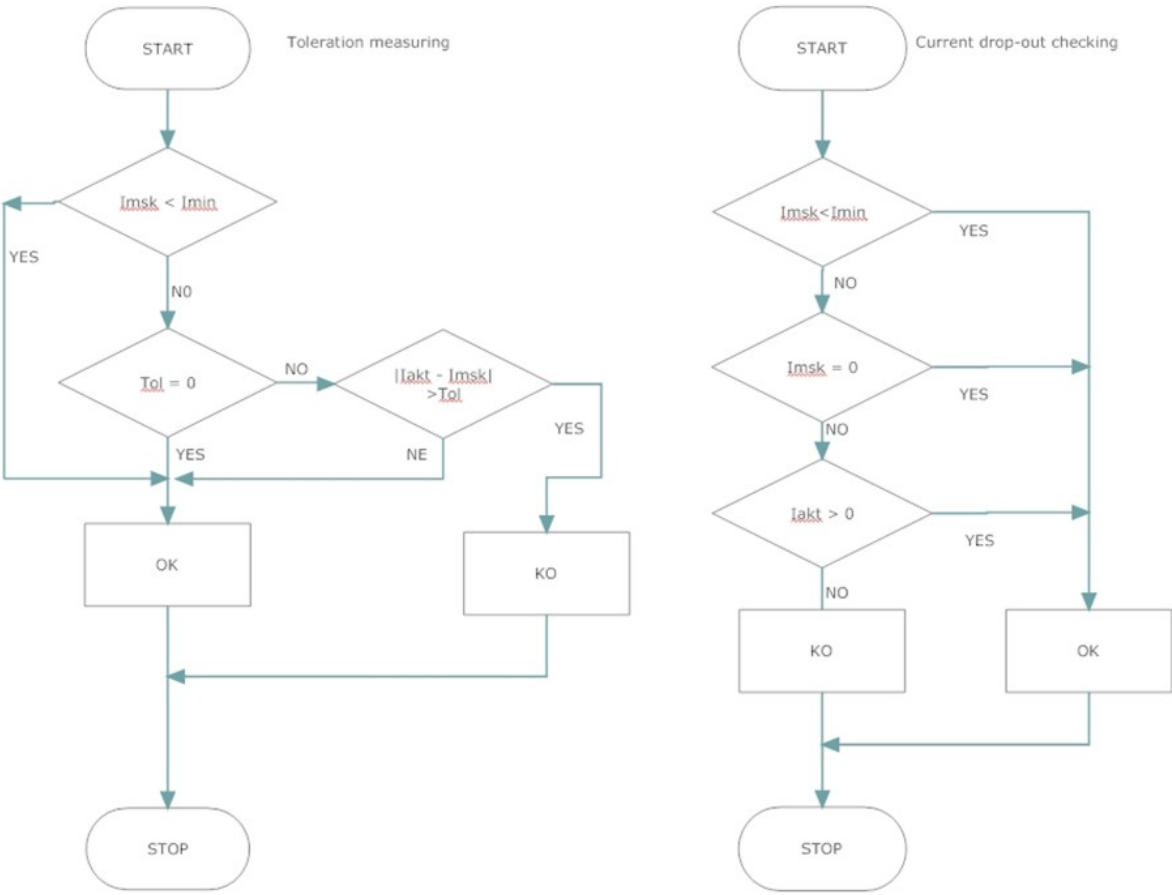 START
Toleration measuring
Imsk < Imin
YES
N0
Tol = 0
NO
|Iakt - Imsk|
>Tol
YES
YES
NE
OK
KO
STOP
START
Current drop-out checking
Imsk<Imin
YES
NO
Imsk = 0
YES
NO
Iakt > 0
YES
NO
KO
OK
STOP